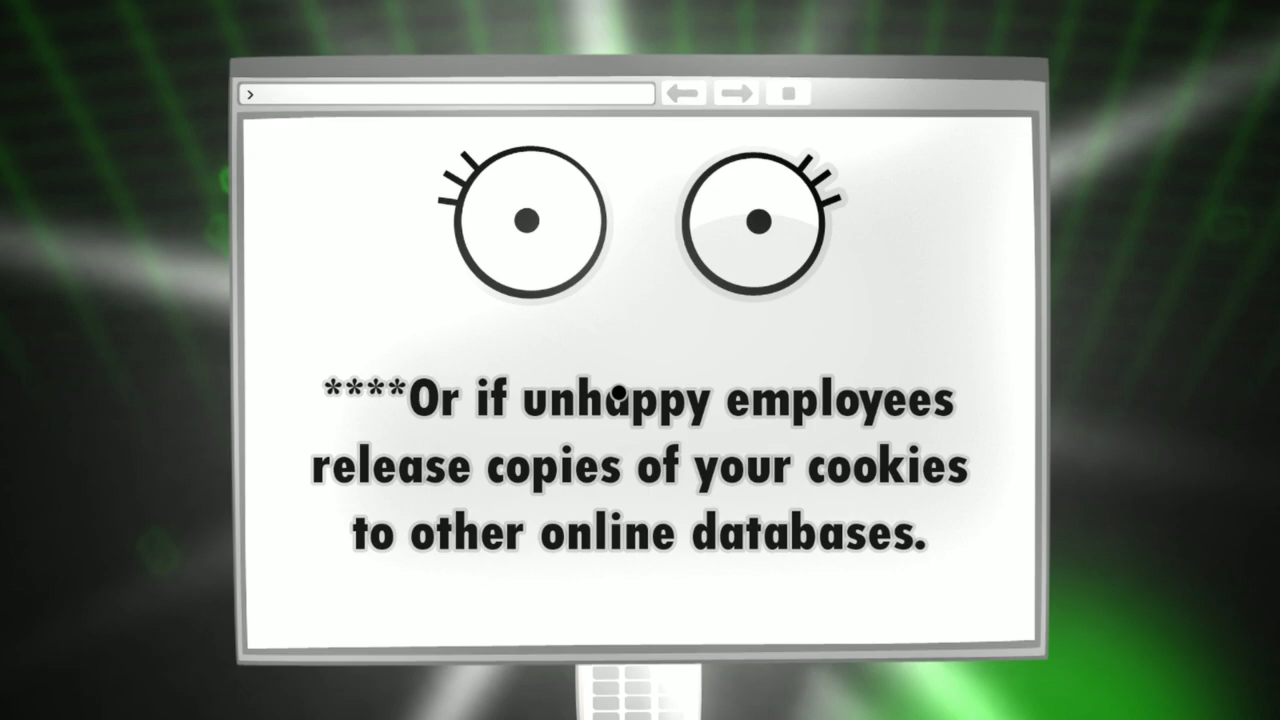 ›
****Or if unhappy employees
release copies of your cookies
to other online databases.